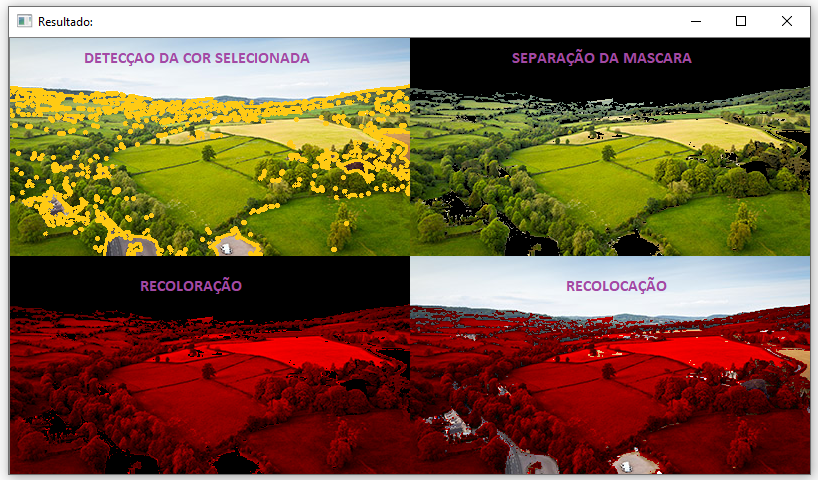 Resultado:
DETECÇAO DA COR SELECIONADA
SEPARAÇÃO DA MASCARA
RECOLORAÇÃO
RECOLOCAÇÃO